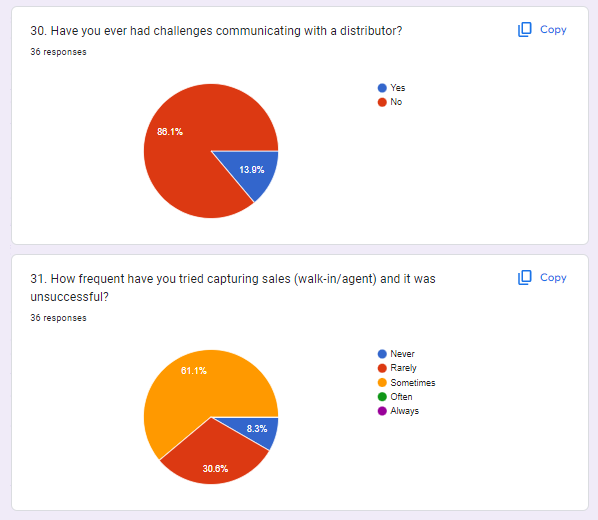 30. Have you ever had challenges communicating with a distributor?
Copy
36 responses
Yes
No
86.1%
13.9%
31. How frequent have you tried capturing sales (walk-in/agent) and it was
unsuccessful?
Copy
36 responses
Never
Rarely
Sometimes
Often
Always
61.1%
8.3%
30.6%